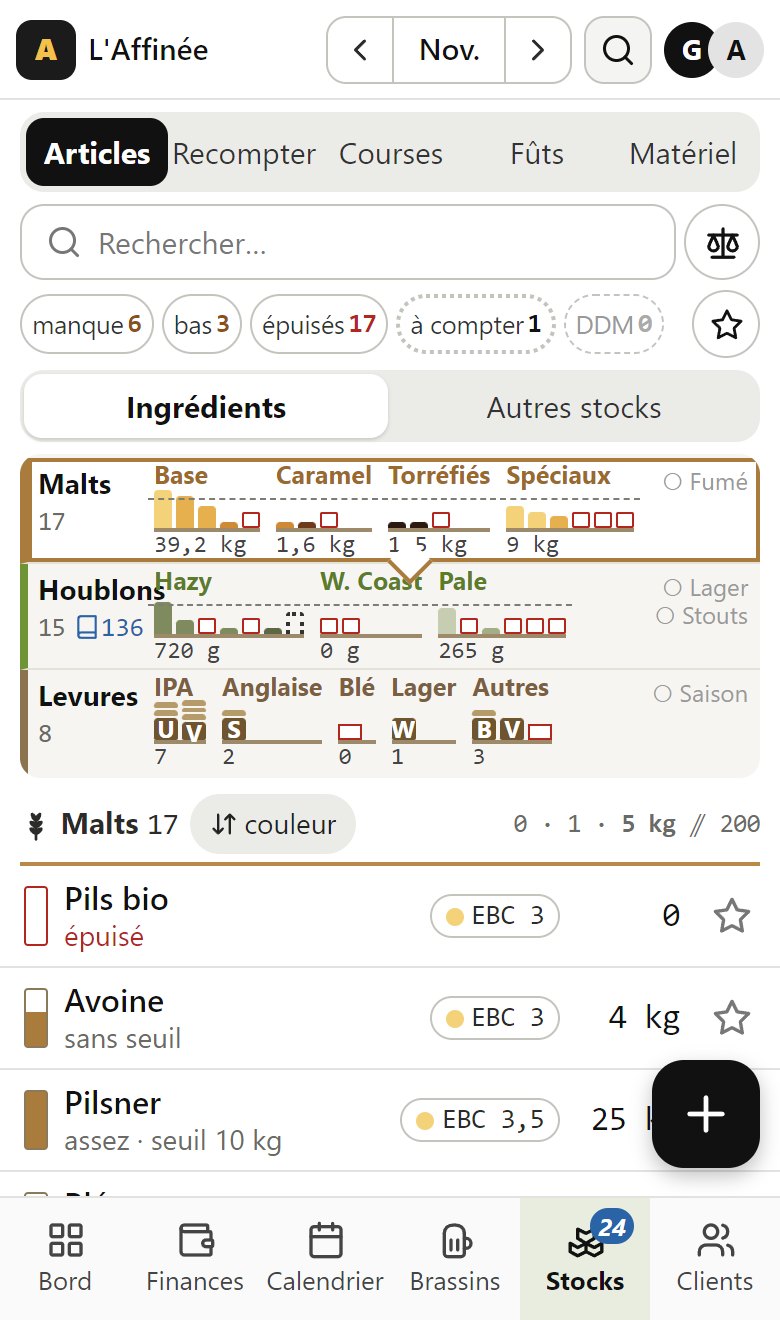 A L'Affinée Nov. G A
Articles Recompter Courses Fûts Matériel
Rechercher...
manque 6 bas 3 épuisés 17 à compter 1 DDM 0
Ingrédients Autres stocks
Malts Base Caramel Torréfiés Spéciaux Fumé
17 39,2 kg 1,6 kg 1 5 kg 9 kg
Houblons Hazy W. Coast Pale Lager
15 136 Stouts
720 g 0 g 265 g
Levures IPA Anglaise Blé Lager Autres Saison
U V S W B V
8 7 2 0 1 3
Malts 17 couleur 0 · 1 · 5 kg // 200
Pils bio EBC 3 0
épuisé
Avoine EBC 3 4 kg
sans seuil
Pilsner EBC 3,5 25
assez · seuil 10 kg
24
Bord Finances Calendrier Brassins Stocks Clients